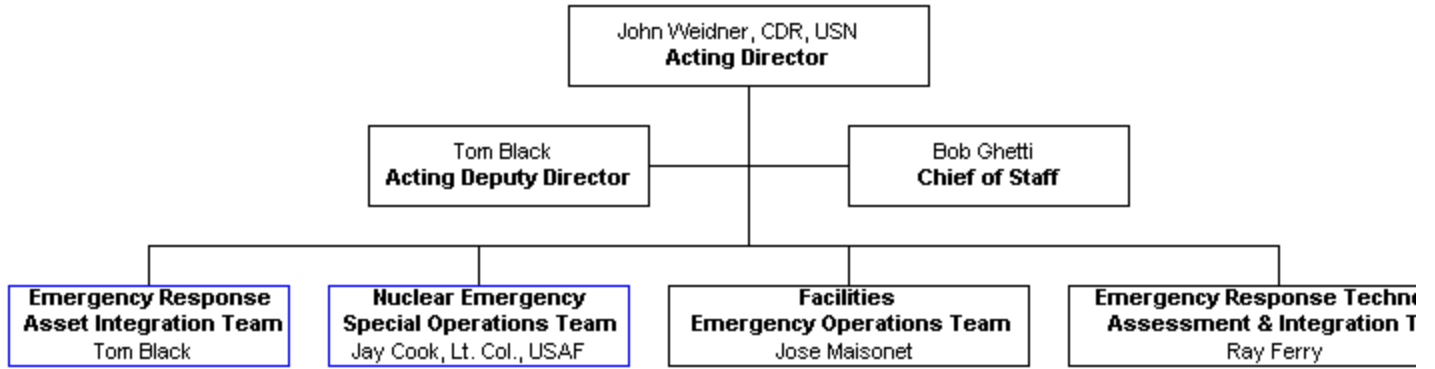 John Weidner, CDR, USN
Acting Director
Tom Black
Acting Deputy Director
Bob Ghetti
Chief of Staff
Emergency Response
Asset Integration Team
Tom Black
Nuclear Emergency
Special Operations Team
Jay Cook, Lt. Col., USAF
Facilities
Emergency Operations Team
Jose Maisonet
Emergency Response
Assessment & Integration
Ray Ferry